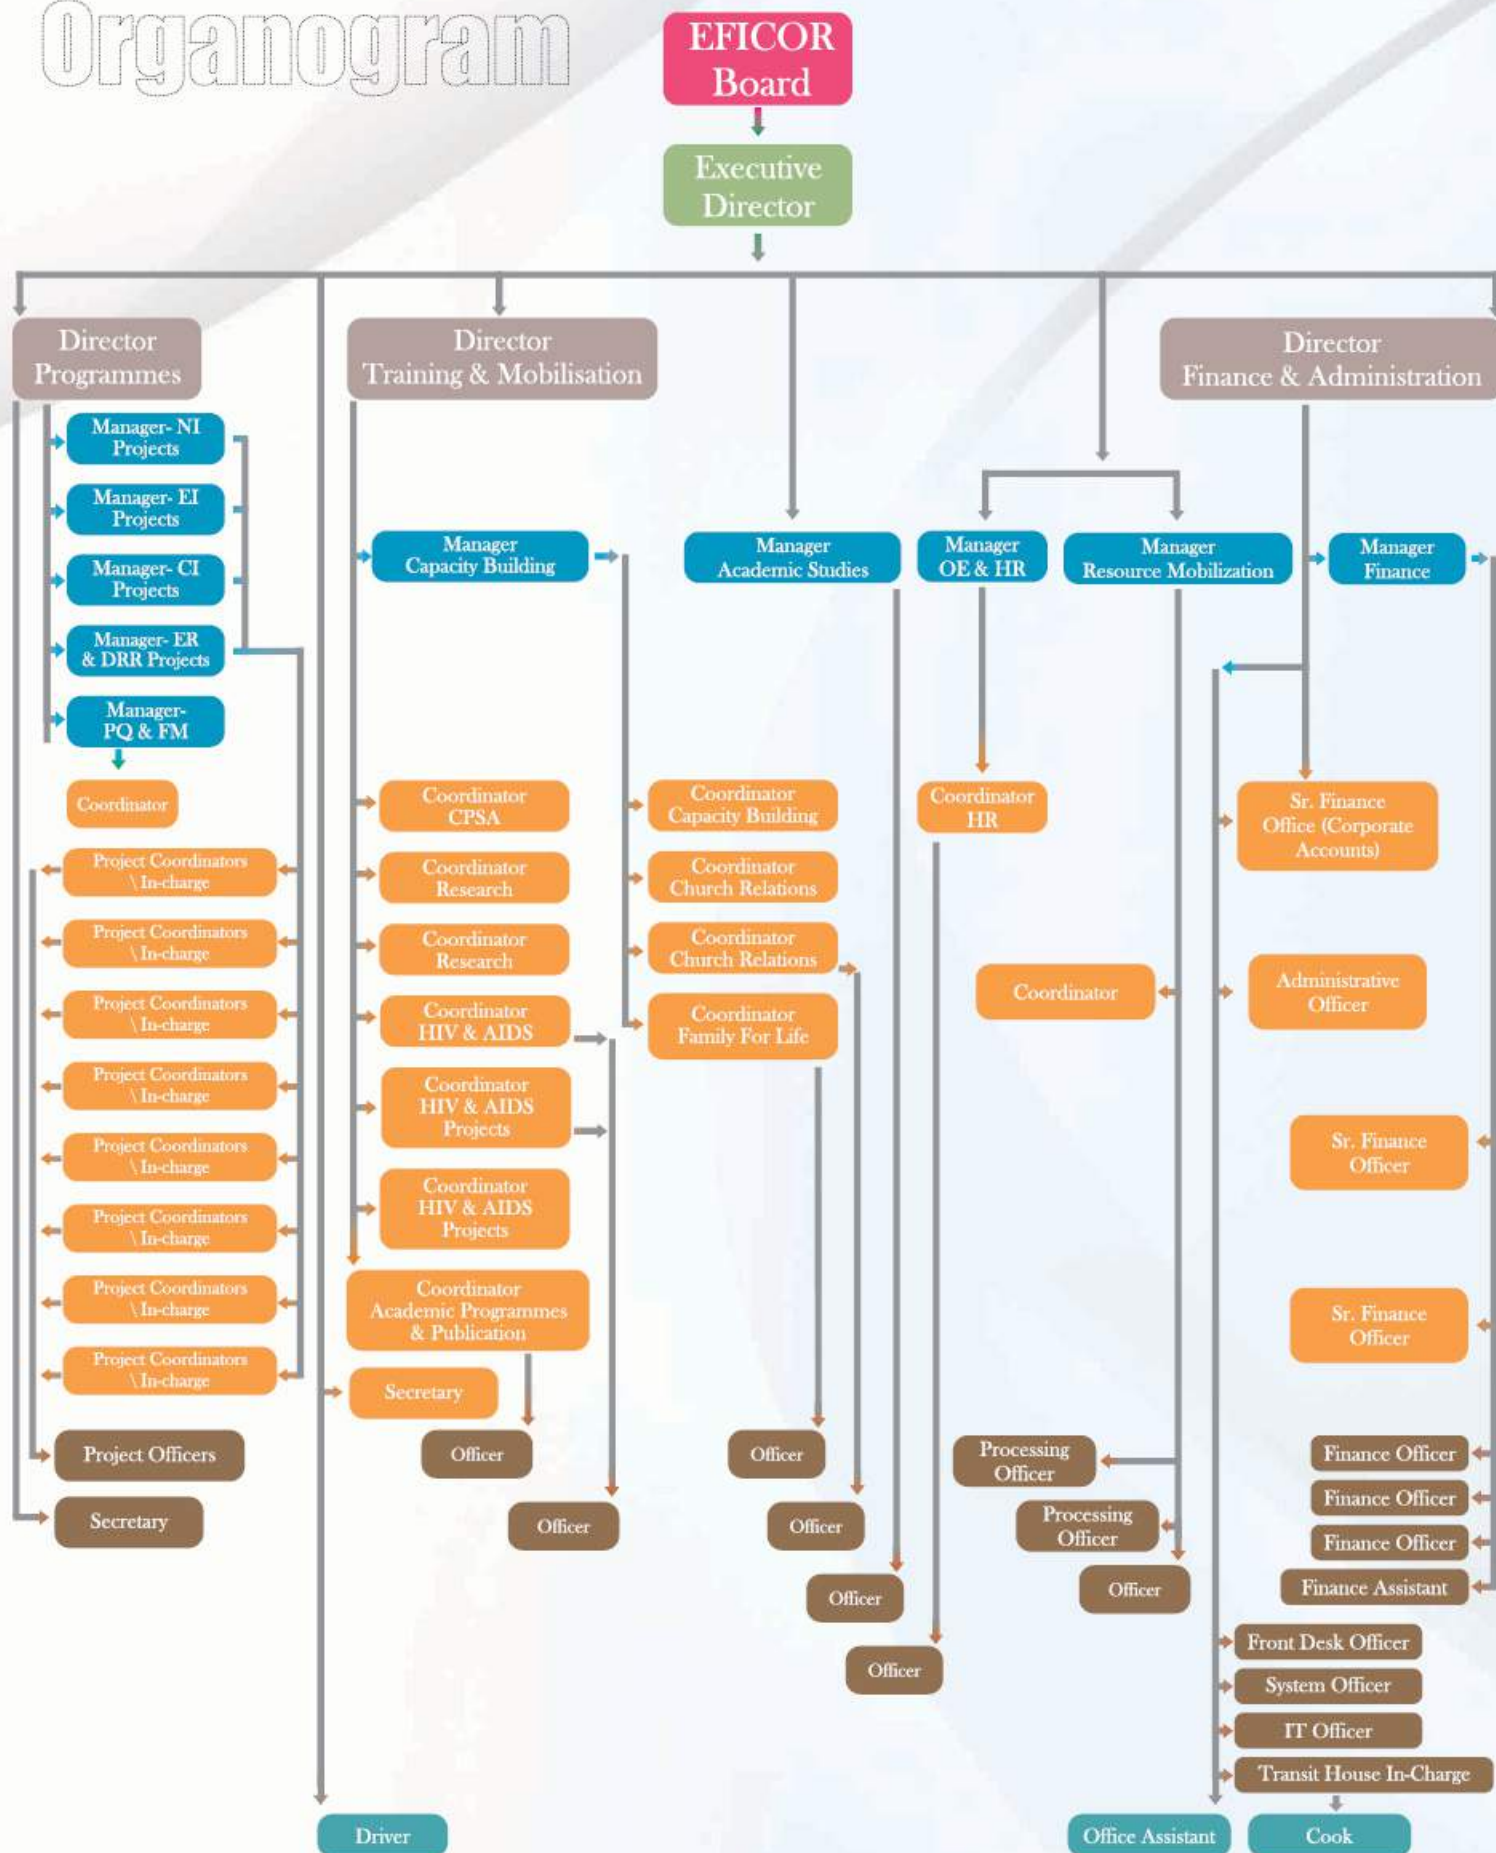 Organogram
EFICOR
Board
Executive
Director
Director
Programmes
Director
Training & Mobilisation
Director
Finance & Administration
Manager- NI
Projects
Manager- EI
Projects
Manager- CI
Projects
Manager- ER
& DRR Projects
Manager-
PQ & FM
Coordinator
Project Coordinators
\ In-charge
Project Coordinators
\ In-charge
Project Coordinators
\ In-charge
Project Coordinators
\ In-charge
Project Coordinators
\ In-charge
Project Coordinators
\ In-charge
Project Coordinators
\ In-charge
Project Coordinators
\ In-charge
Project Officers
Secretary
Manager
Capacity Building
Coordinator
CPSA
Coordinator
Research
Coordinator
Research
Coordinator
HIV & AIDS
Coordinator
HIV & AIDS
Projects
Coordinator
HIV & AIDS
Projects
Coordinator
Academic Programmes
& Publication
Secretary
Officer
Officer
Coordinator
Capacity Building
Coordinator
Church Relations
Coordinator
Church Relations
Coordinator
Family For Life
Officer
Officer
Manager
Academic Studies
Officer
Manager
OE & HR
Coordinator
HR
Officer
Manager
Resource Mobilization
Coordinator
Processing
Officer
Processing
Officer
Officer
Manager
Finance
Sr. Finance
Office (Corporate
Accounts)
Administrative
Officer
Sr. Finance
Officer
Sr. Finance
Officer
Finance Officer
Finance Officer
Finance Officer
Finance Assistant
Front Desk Officer
System Officer
IT Officer
Transit House In-Charge
Driver
Office Assistant
Cook